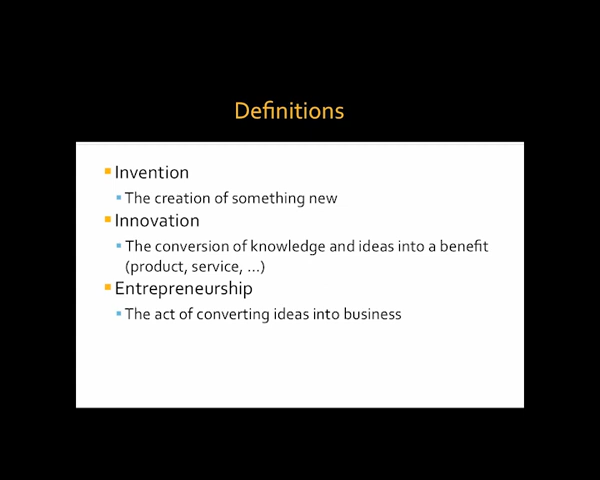 Definitions
Invention
The creation of something new
Innovation
The conversion of knowledge and ideas into a benefit
(product, service, ...)
Entrepreneurship
The act of converting ideas into business